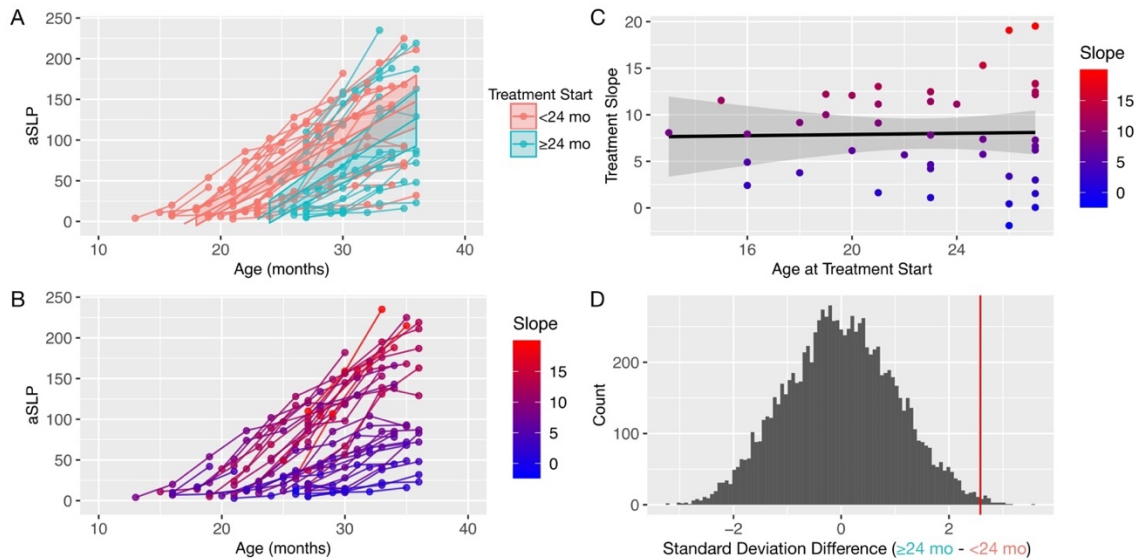 A
aSLP
250
200
150
100
50
0
10
20
30
40
Age (months)
Treatment Start
<24 mo
≥24 mo
B
aSLP
250
200
150
100
50
0
10
20
30
40
Age (months)
Slope
15
10
5
0
C
Treatment Slope
20
15
10
5
0
16
20
24
Age at Treatment Start
Slope
15
10
5
0
D
Count
200
100
0
−2
0
2
Standard Deviation Difference (≥24 mo - <24 mo)